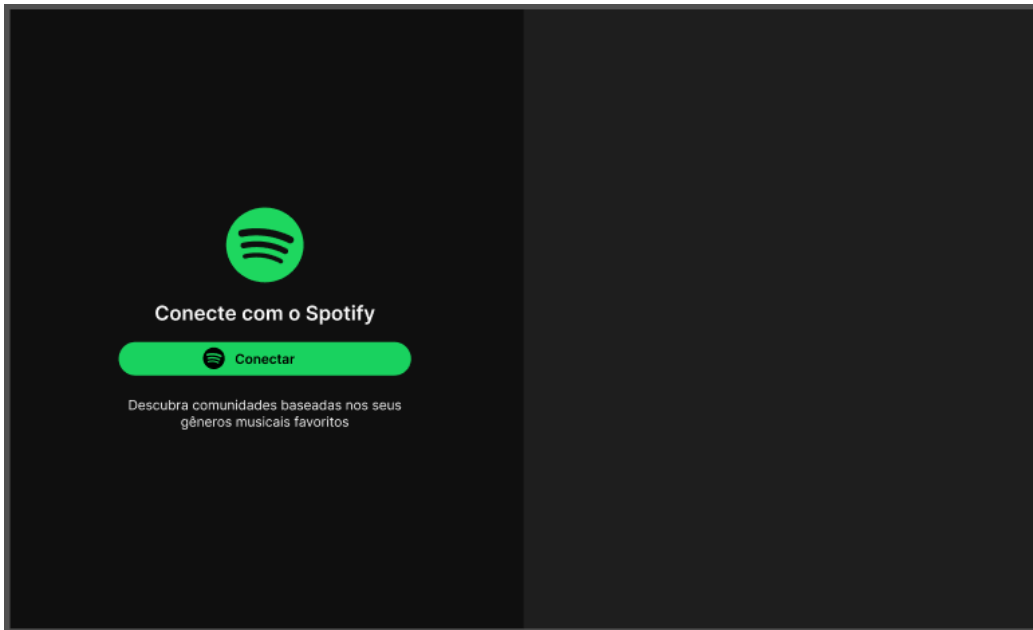 Conecte com o Spotify
Conectar
Descubra comunidades baseadas nos seus
gêneros musicais favoritos